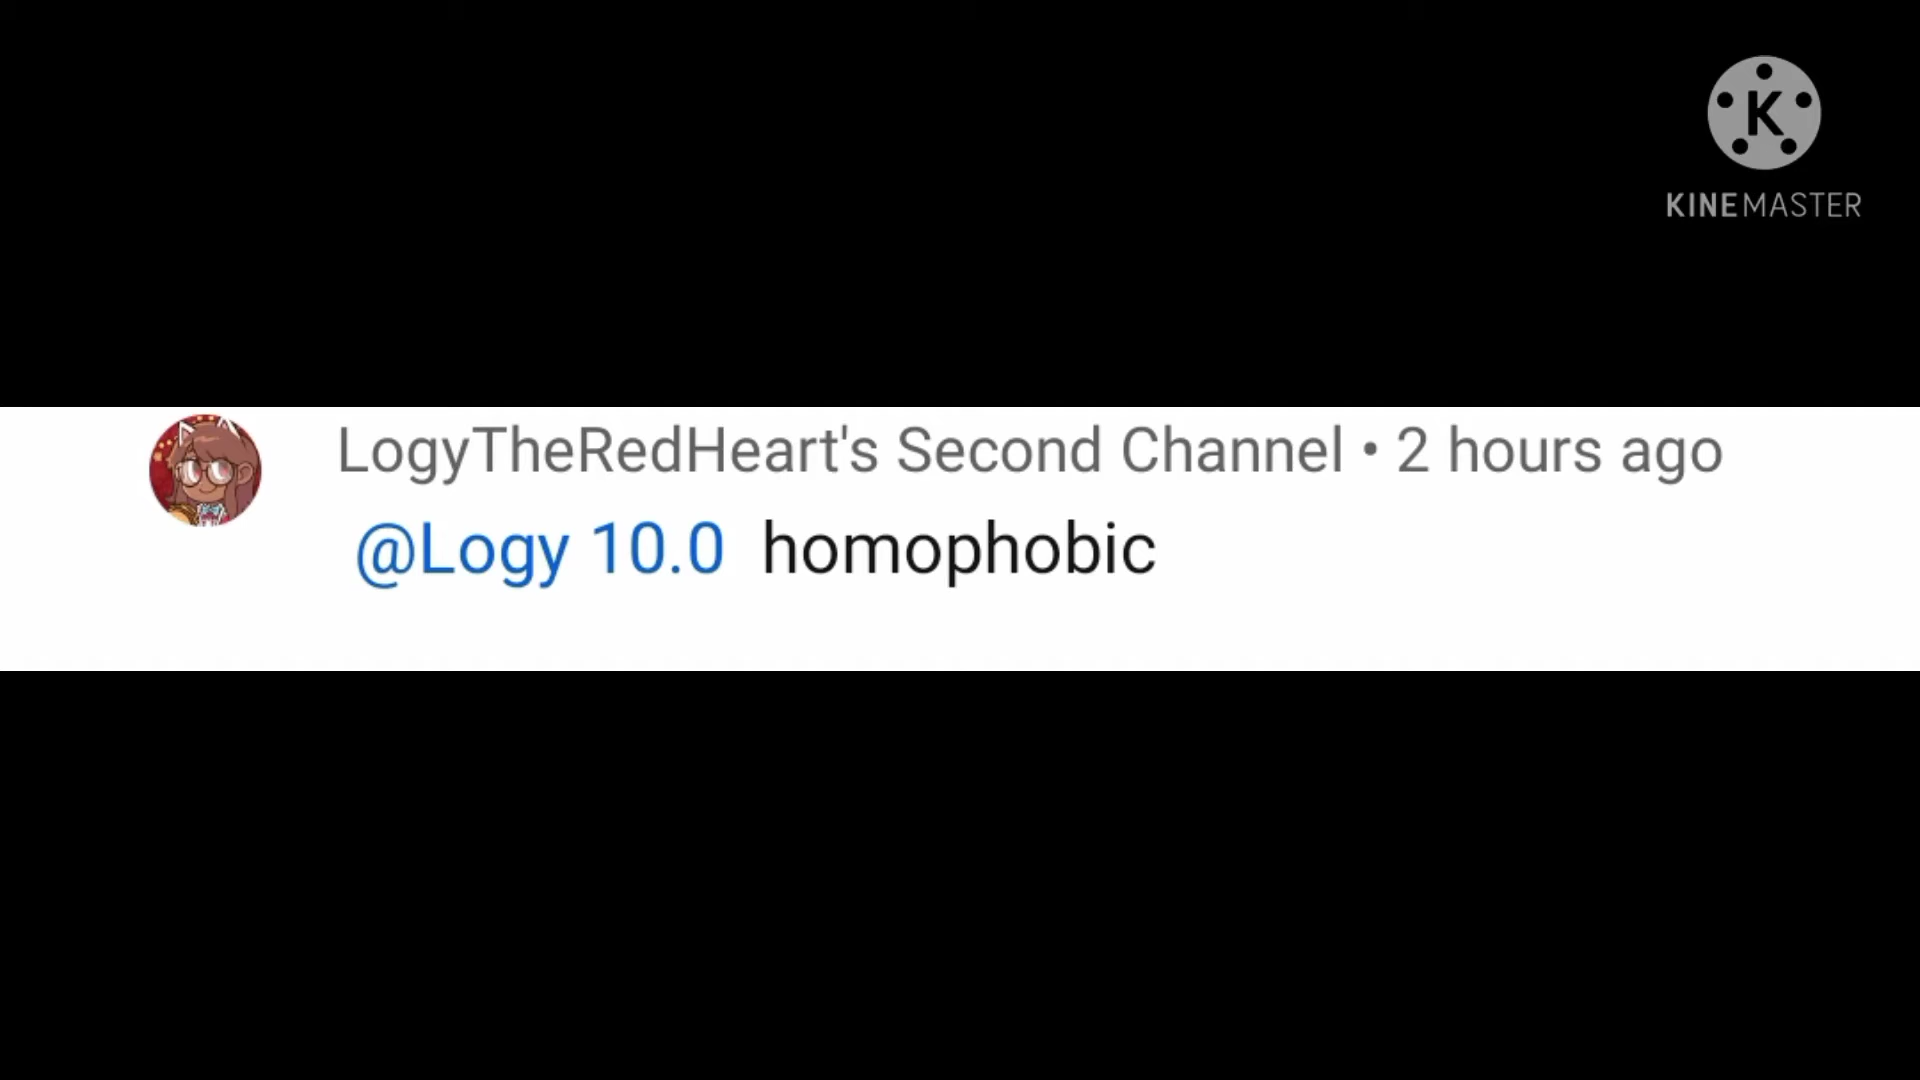 K
KINEMASTER
LogyTheRedHeart's Second Channel • 2 hours ago
@Logy 10.0 homophobic